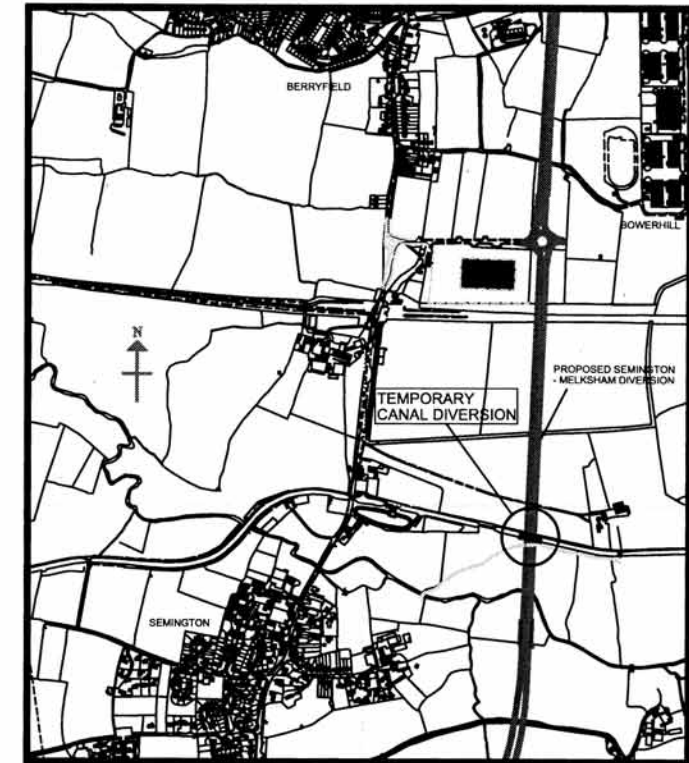 BERRYFIELD
BOWERHILL
N
PROPOSED SEMINGTON
- MELKSHAM DIVERSION
TEMPORARY
CANAL DIVERSION
SEMINGTON